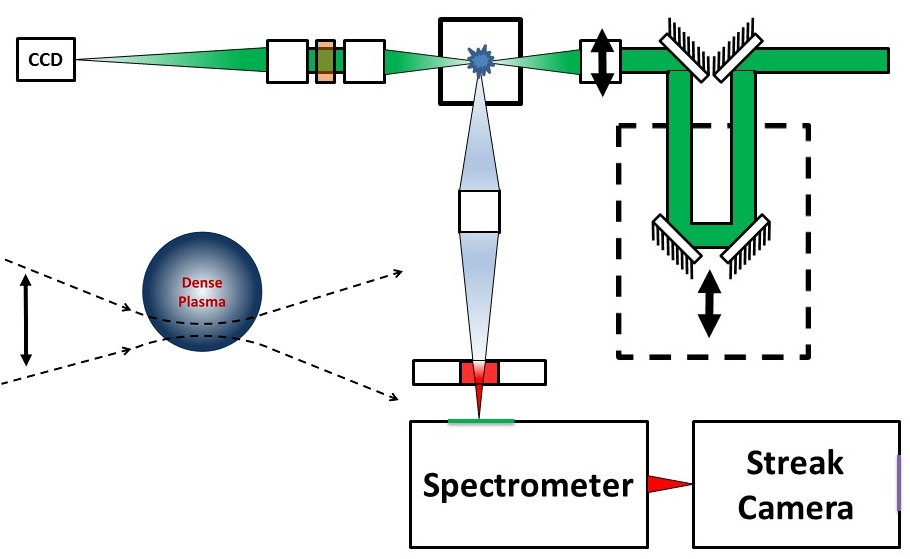 CCD
Dense
Plasma
Spectrometer
Streak
Camera